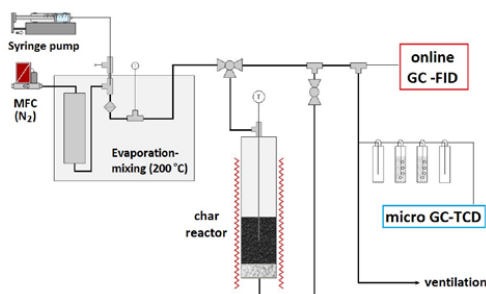 Syringe pump
MFC
(N₂)
Evaporation-
mixing (200 °C)
T
char
reactor
online
GC -FID
micro GC-TCD
ventilation